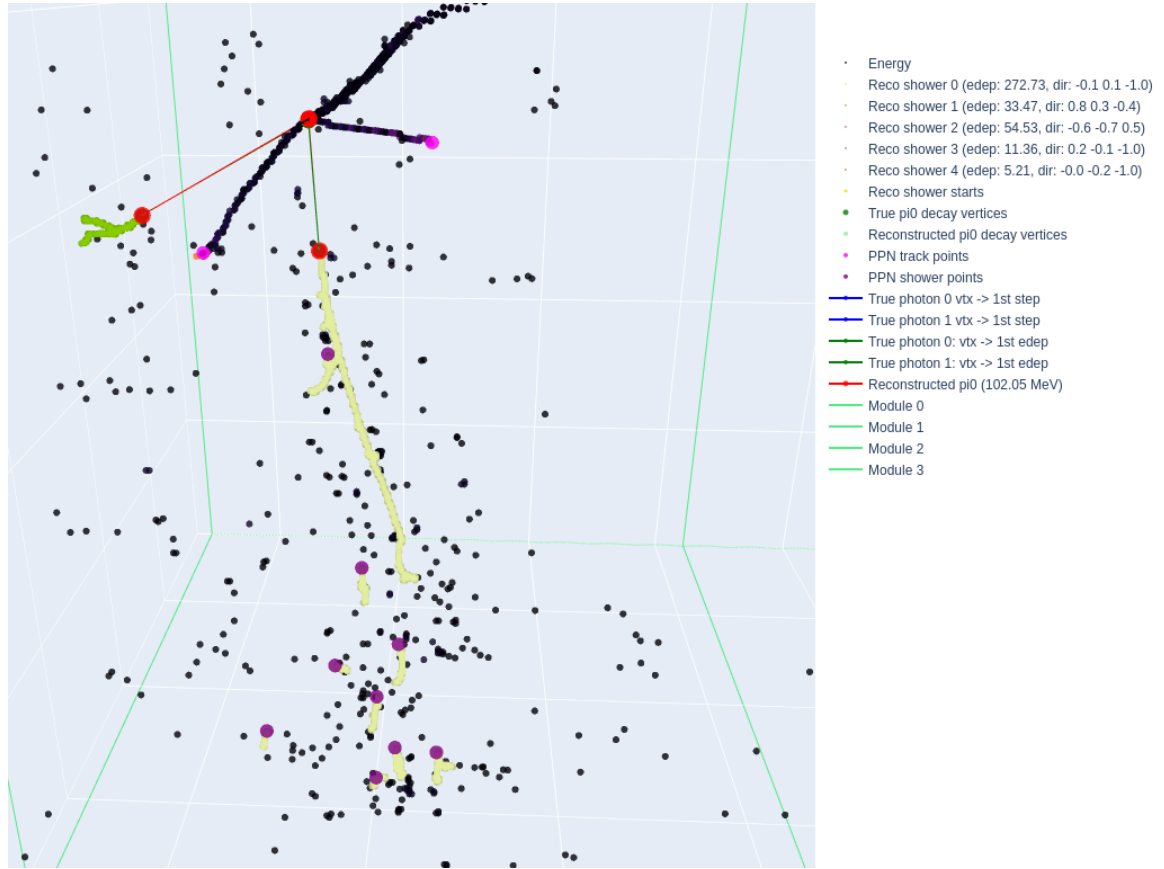 Energy
Reco shower 0 (edep: 272.73, dir: -0.1 0.1 -1.0)
Reco shower 1 (edep: 33.47, dir: 0.8 0.3 -0.4)
Reco shower 2 (edep: 54.53, dir: -0.6 -0.7 0.5)
Reco shower 3 (edep: 11.36, dir: 0.2 -0.1 -1.0)
Reco shower 4 (edep: 5.21, dir: -0.0 -0.2 -1.0)
Reco shower starts
True pi0 decay vertices
Reconstructed pi0 decay vertices
PPN track points
PPN shower points
True photon 0 vtx -> 1st step
True photon 1 vtx -> 1st step
True photon 0: vtx -> 1st edep
True photon 1: vtx -> 1st edep
Reconstructed pi0 (102.05 MeV)
Module 0
Module 1
Module 2
Module 3